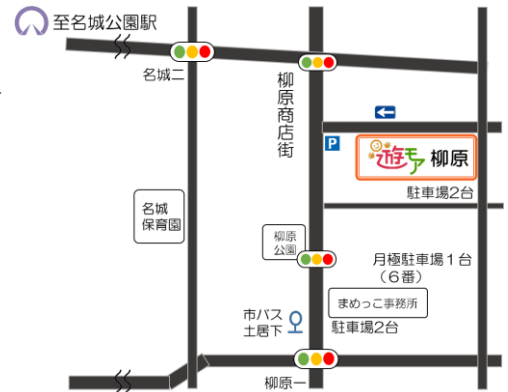 至名城公園駅
名城二
柳原商店街
P
遊モア 柳原
駐車場2台
名城
保育園
柳原
公園
月極駐車場1台
（6番）
まめっこ事務所
市バス
土居下
駐車場2台
柳原一